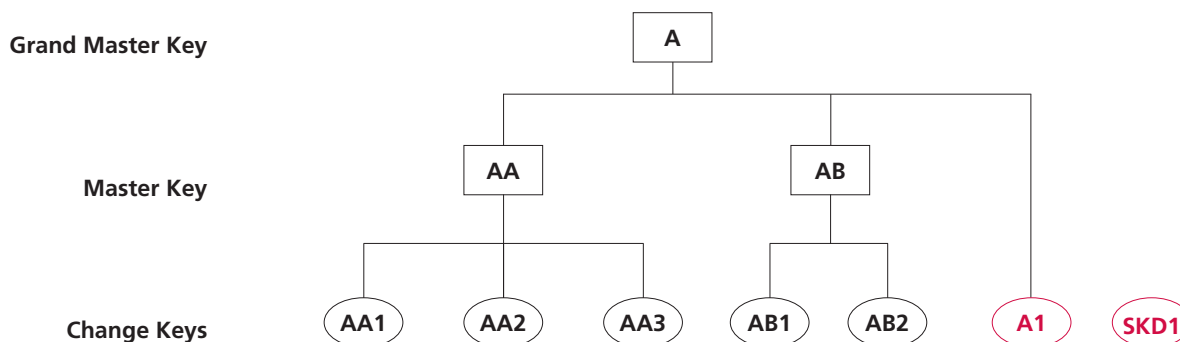 Grand Master Key
A
Master Key
AA
AB
Change Keys
AA1
AA2
AA3
AB1
AB2
A1
SKD1